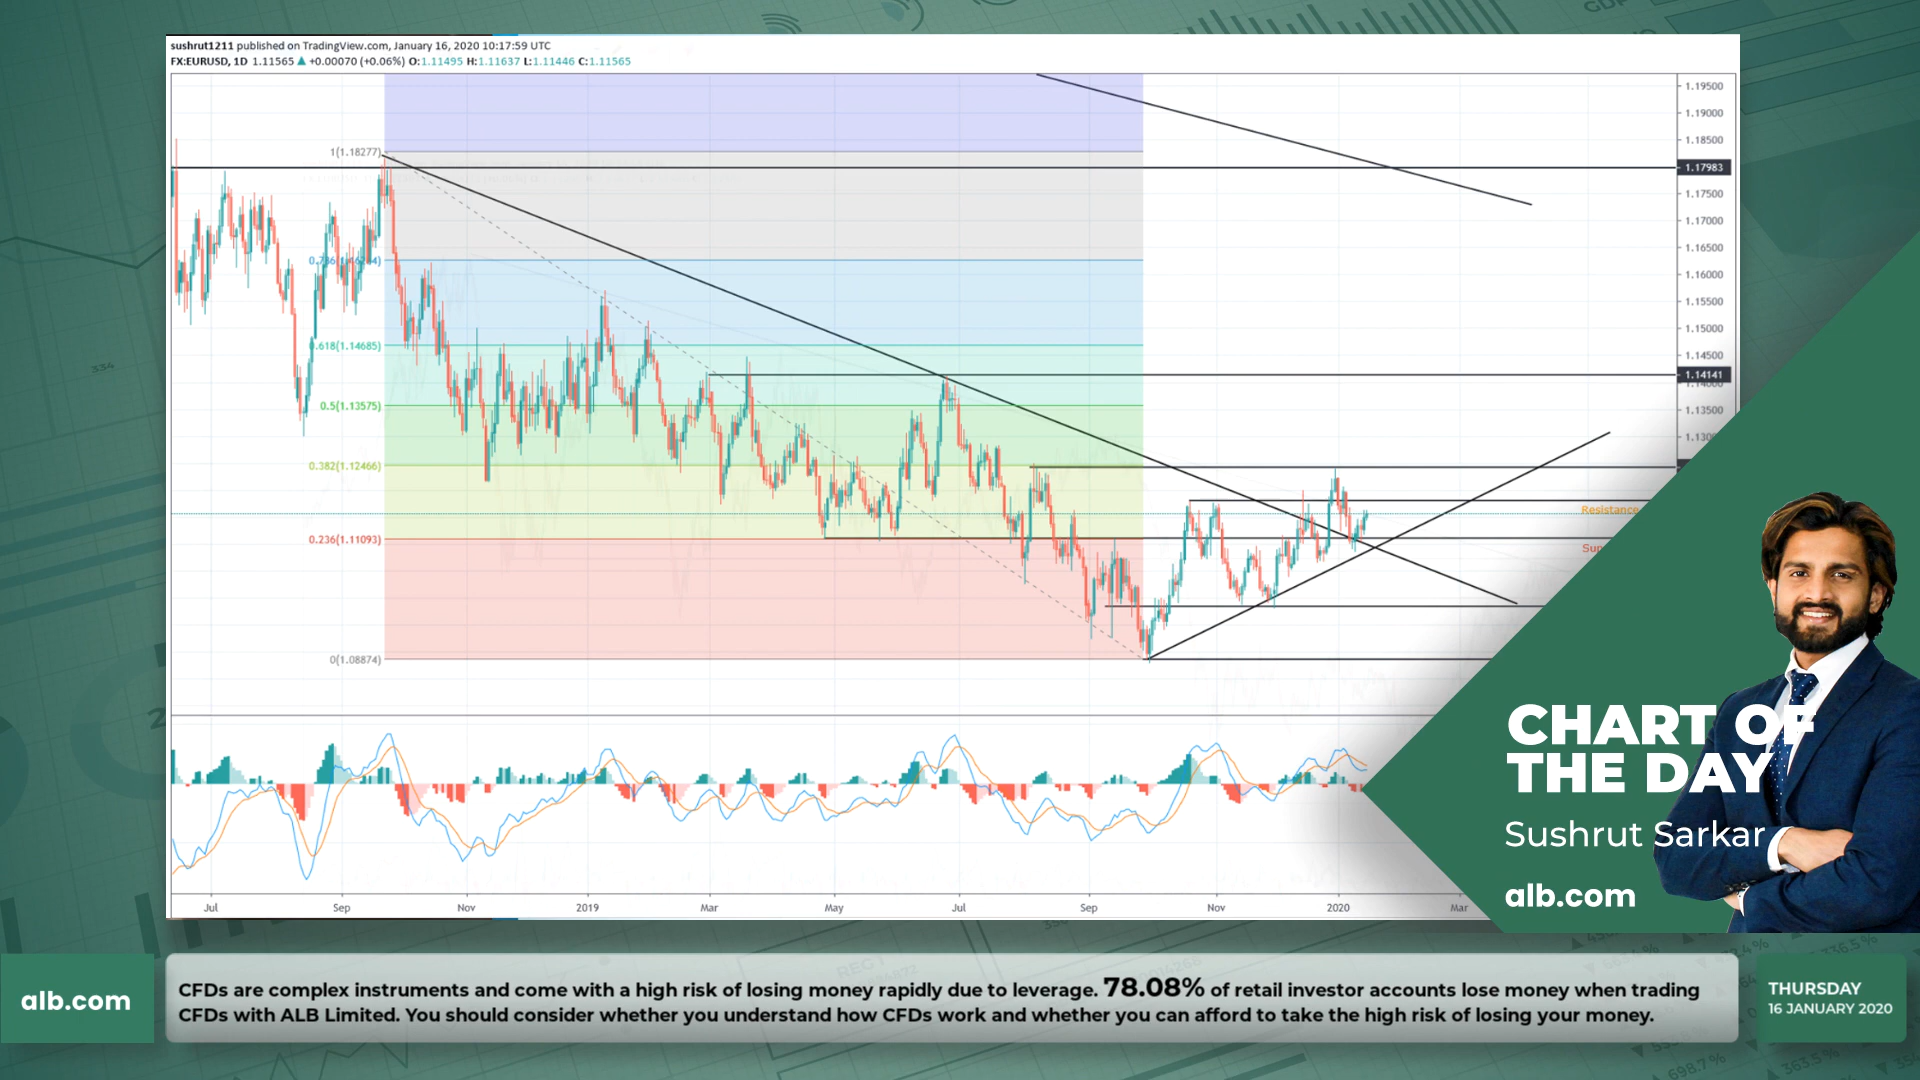 sushrut1211 published on TradingView.com, January 16, 2020 10:17:59 UTC
FX:EURUSD, 1D 1.11565 ▲ +0.00070 (+0.06%) O:1.11495 H:1.11637 L:1.11446 C:1.11565
1(1.18277)
0.618(1.14685)
0.5(1.13575)
0.382(1.12466)
0.236(1.11093)
0(1.08874)
1.19500
1.19000
1.18500
1.17983
1.17500
1.17000
1.16500
1.16000
1.15500
1.15000
1.14500
1.14141
1.14000
1.13500
Resistance
Jul
Sep
Nov
2019
Mar
May
Jul
Sep
Nov
2020
Mar
CHART OF
THE DAY
Sushrut Sarkar
alb.com
alb.com
CFDs are complex instruments and come with a high risk of losing money rapidly due to leverage. 78.08% of retail investor accounts lose money when trading
CFDs with ALB Limited. You should consider whether you understand how CFDs work and whether you can afford to take the high risk of losing your money.
THURSDAY
16 JANUARY 2020